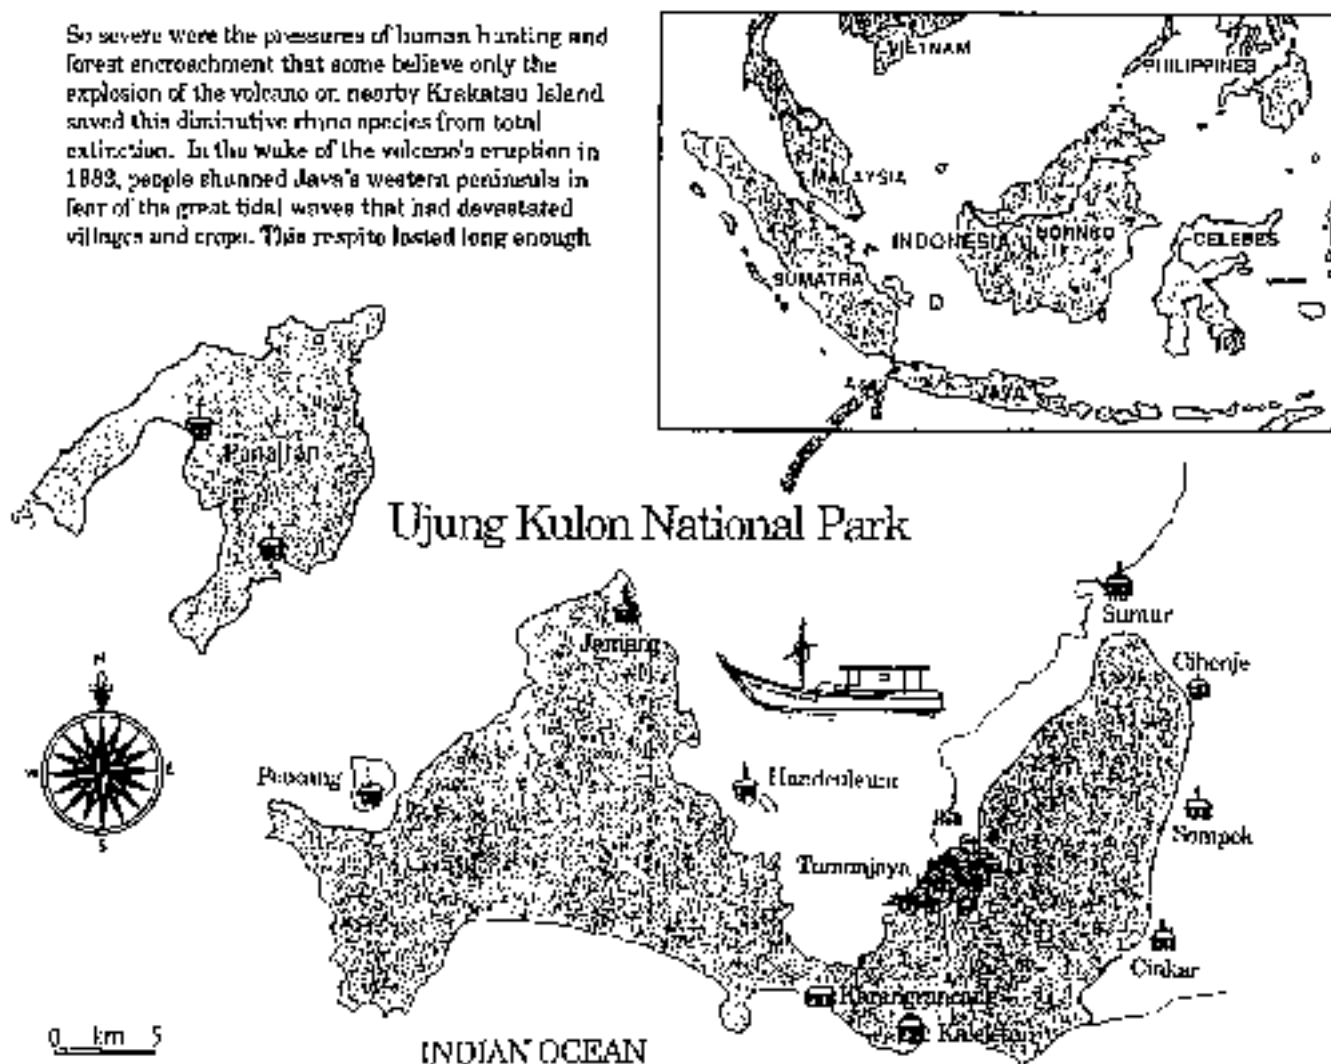 So severe were the pressures of human hunting and
forest encroachment that some believe only the
explosion of the volcano on nearby Krakatau Island
saved this diminutive rhino species from total
extinction. In the wake of the volcano's eruption in
1883, people shunned Java's western peninsula in
fear of the great tidal waves that had devastated
villages and crops. This respite lasted long enough
VIETNAM
PHILIPPINES
MALAYSIA
INDONESIA
BORNEO
CELEBES
SUMATRA
JAVA
Panaitan
Ujung Kulon National Park
Sumur
Jamang
Cihenje
N
W
E
S
Peucang
Handeuleum
Sompok
Tamanjaya
Cinkar
Karangranjang
0 km 5
INDIAN OCEAN